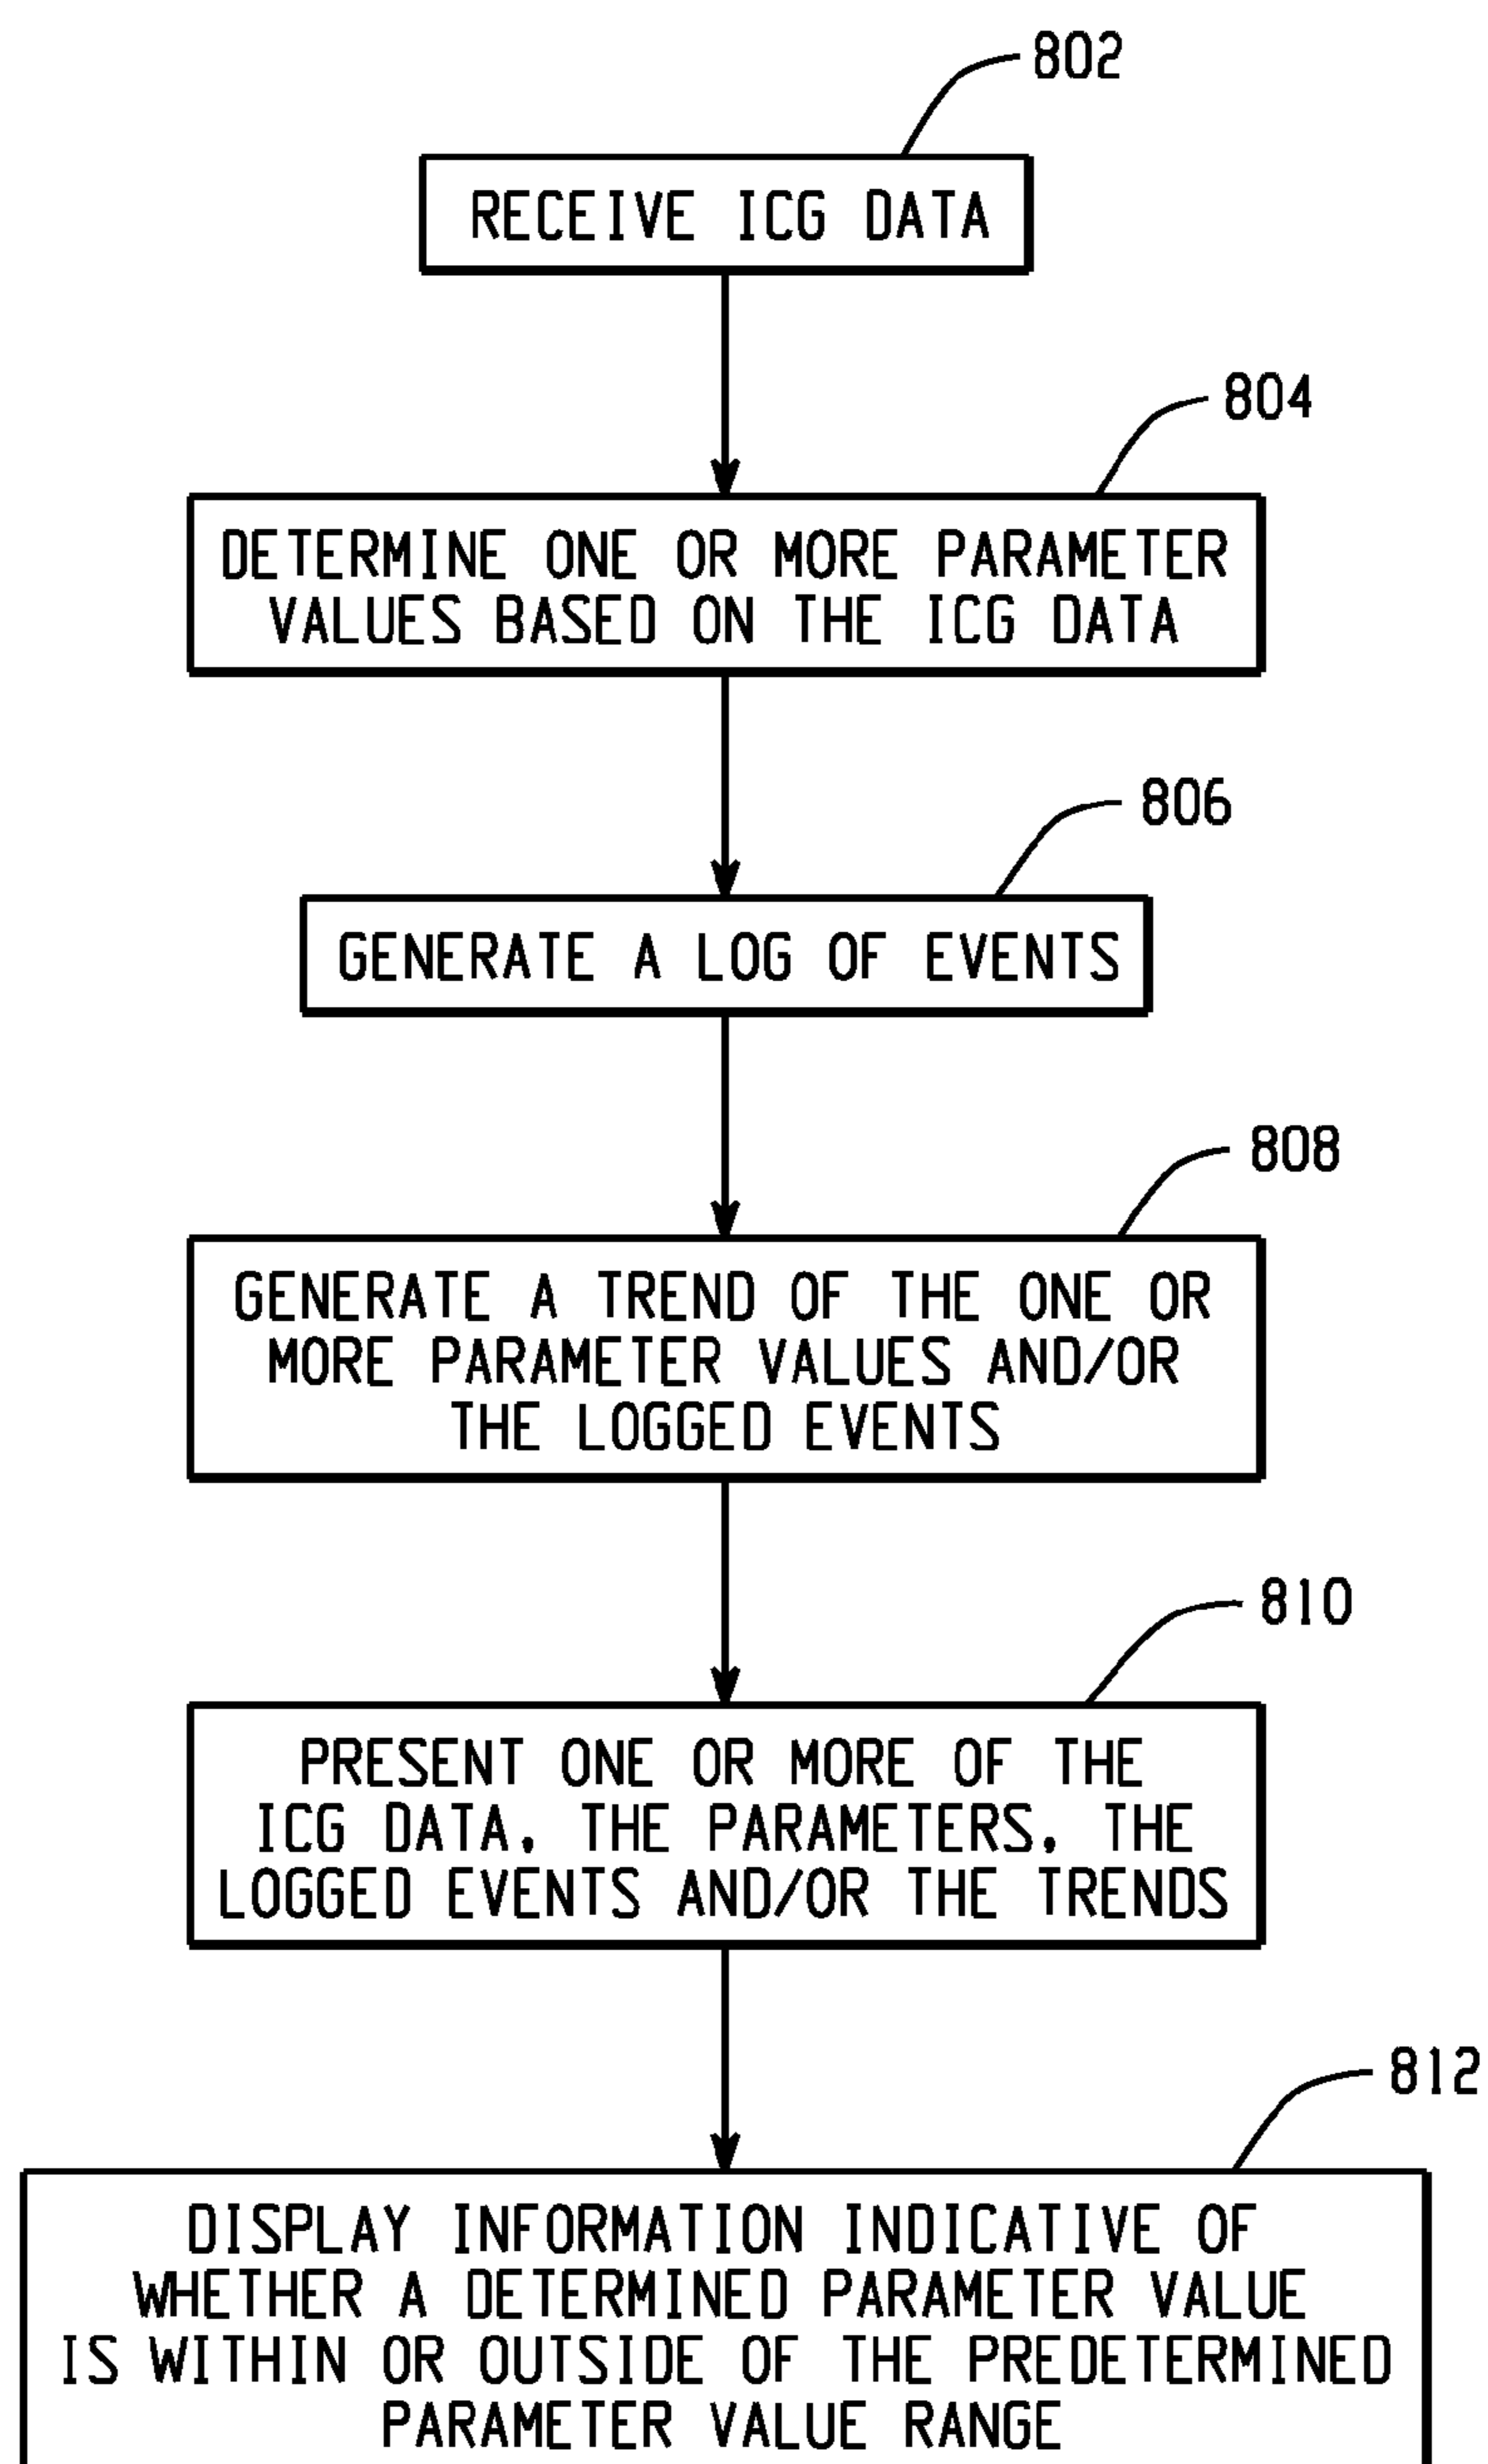 802
RECEIVE ICG DATA
804
DETERMINE ONE OR MORE PARAMETER
VALUES BASED ON THE ICG DATA
806
GENERATE A LOG OF EVENTS
808
GENERATE A TREND OF THE ONE OR
MORE PARAMETER VALUES AND/OR
THE LOGGED EVENTS
810
PRESENT ONE OR MORE OF THE
ICG DATA, THE PARAMETERS, THE
LOGGED EVENTS AND/OR THE TRENDS
812
DISPLAY INFORMATION INDICATIVE OF
WHETHER A DETERMINED PARAMETER VALUE
IS WITHIN OR OUTSIDE OF THE PREDETERMINED
PARAMETER VALUE RANGE